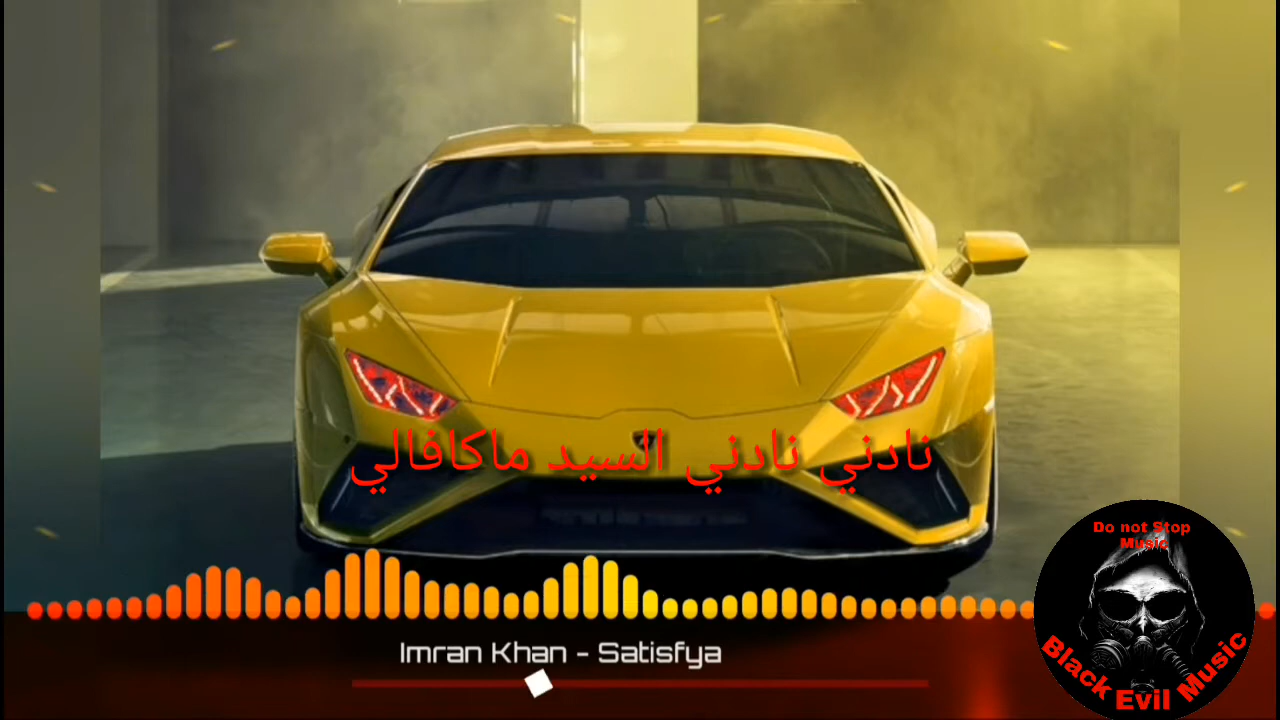 نادني نادني السيد ماكافالي
Do not Stop
Music
Imran Khan - Satisfya
Black Evil Music